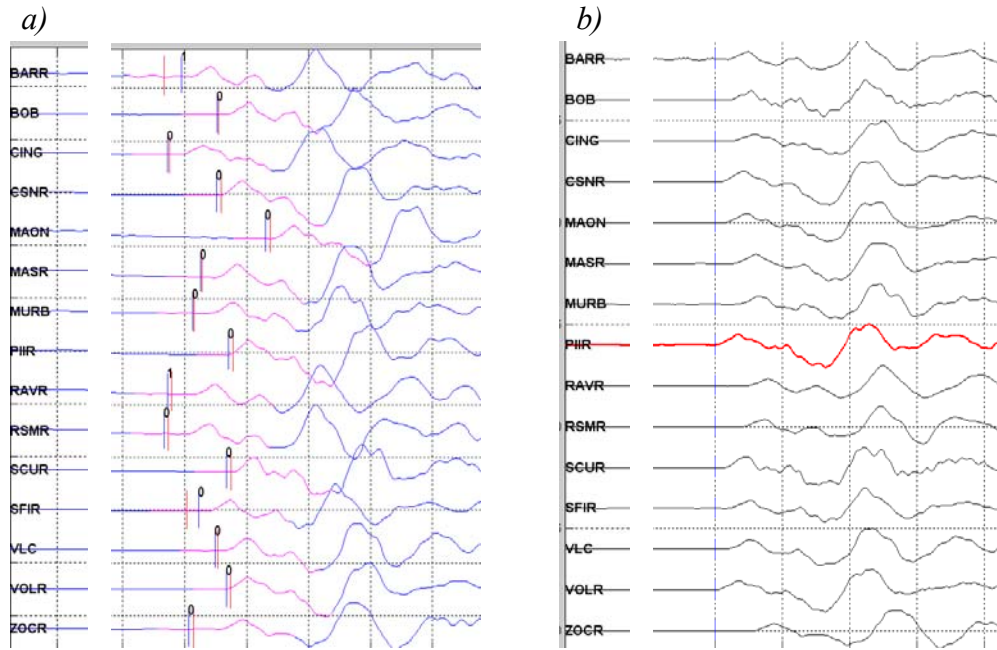 a)
1
BARR
0
BOB
0
CING
0
CSNR
0
MAON
0
MASR
0
MURB
0
PIIR
1
RAVR
0
RSMR
0
SCUR
0
SFIR
0
VLC
0
VOLR
0
ZOCR
b)
BARR
BOB
CING
CSNR
MAON
MASR
MURB
PIIR
RAVR
RSMR
SCUR
SFIR
VLC
VOLR
ZOCR